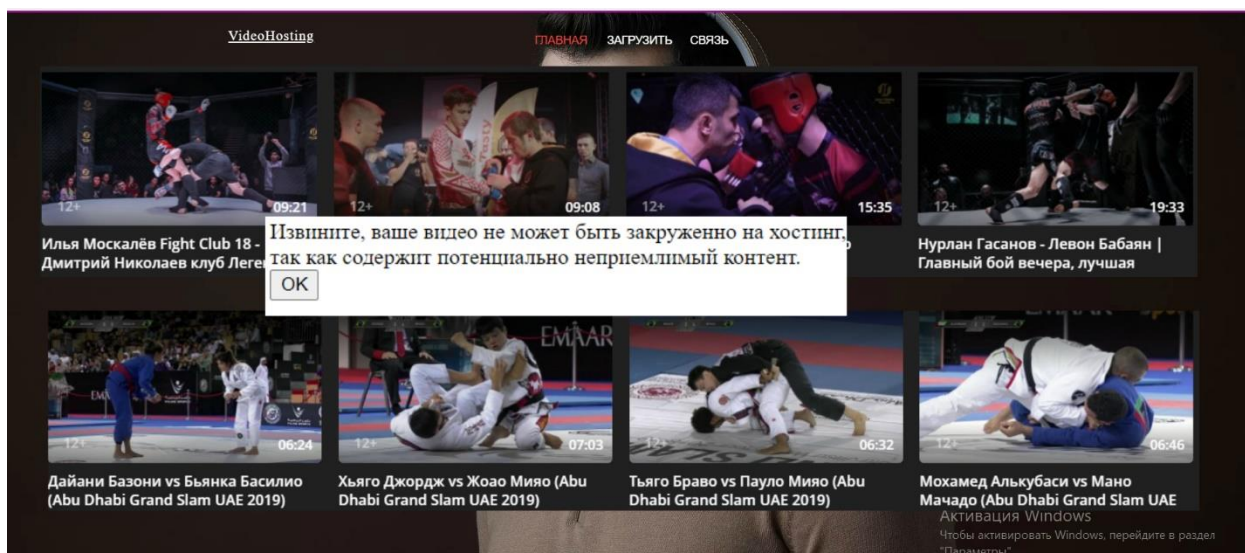 VideoHosting
ГЛАВНАЯ ЗАГРУЗИТЬ СВЯЗЬ
12+ 09:21
12+ 09:08
12+ 15:35
12+ 19:33
Илья Москалёв Fight Club 18 -
Дмитрий Николаев клуб
Нурлан Гасанов - Левон Бабаян |
Главный бой вечера, лучшая
Извините, ваше видео не может быть закруженно на хостинг,
так как содержит потенциально неприемлимый контент.
OK
EMAAR
12+ 06:24
12+ 07:03
12+ 06:32
12+ 06:46
Дайани Базони vs Бьянка Басилио
(Abu Dhabi Grand Slam UAE 2019)
Хьяго Джордж vs Жоао Мияо (Abu
Dhabi Grand Slam UAE 2019)
Тьяго Браво vs Пауло Мияо (Abu
Dhabi Grand Slam UAE 2019)
Мохамед Алькубаси vs Мано
Мачадо (Abu Dhabi Grand Slam UAE
Активация Windows
Чтобы активировать Windows, перейдите в раздел
"Параметры"